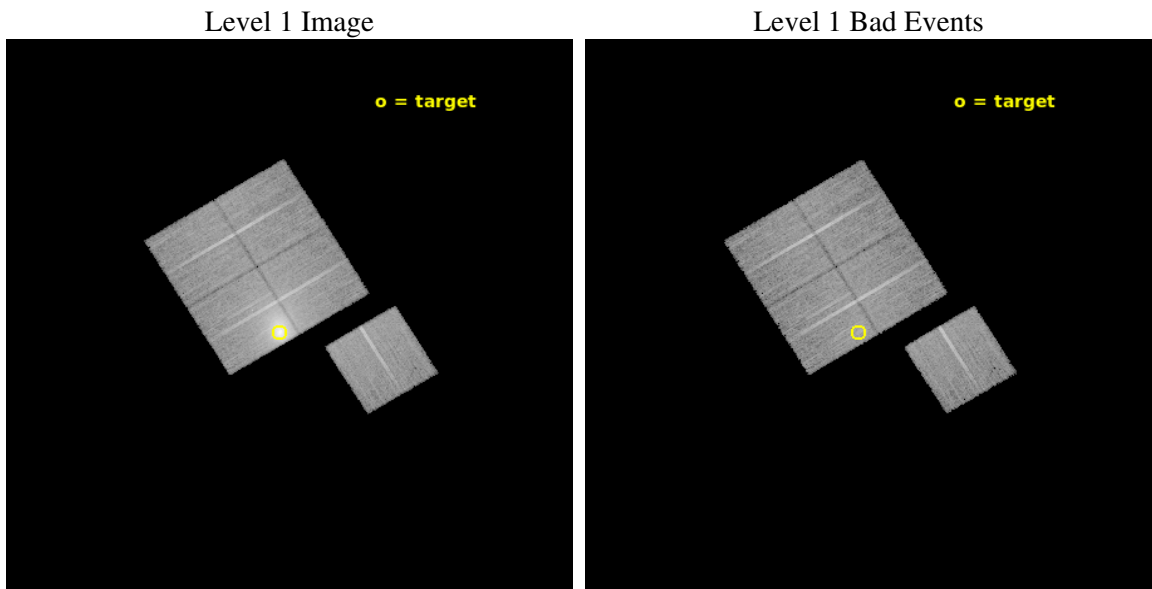 Level 1 Image
Level 1 Bad Events
o = target
o = target